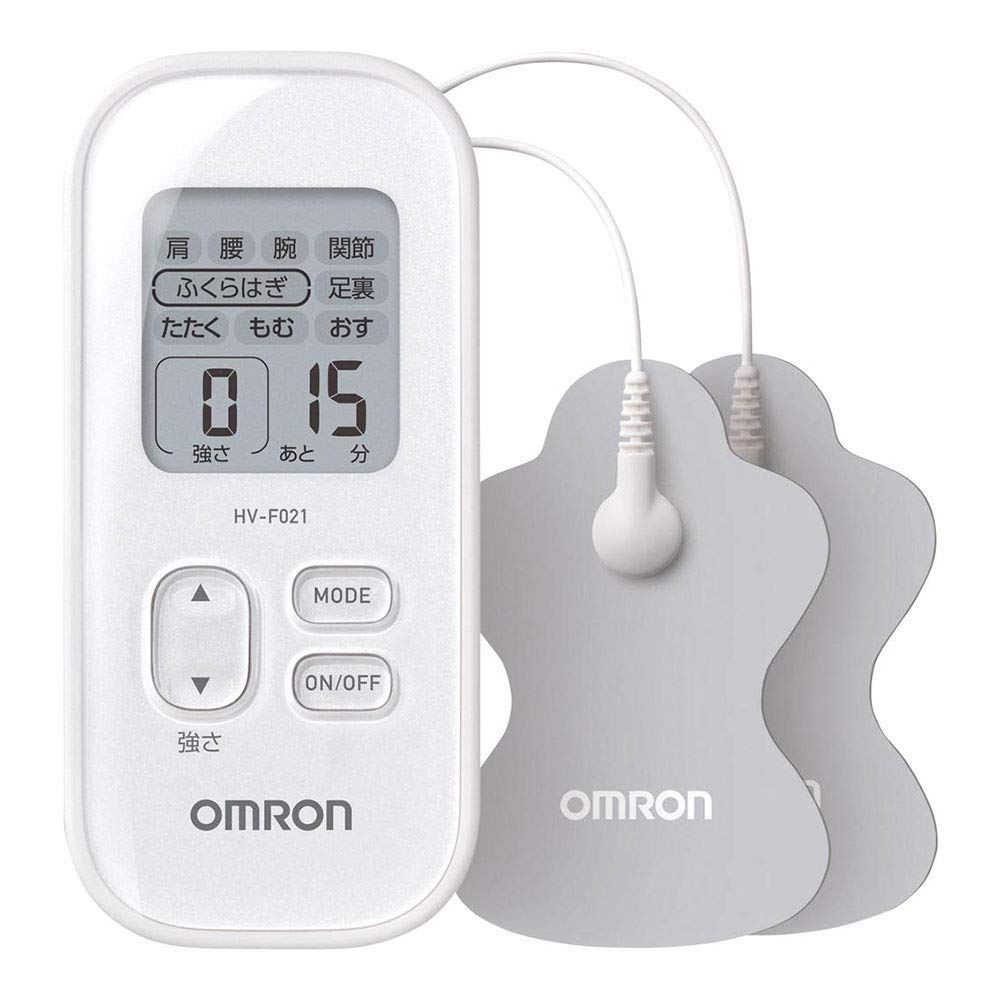 肩 腰 腕 関節
ふくらはぎ 足裏
たたく もむ おす
0 15
強さ あと 分
HV-F021
▲ MODE
▼ ON/OFF
強さ
OMRON
OMRON